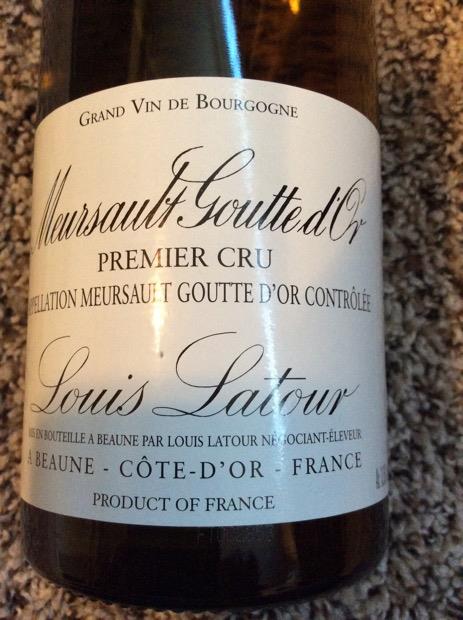 GRAND VIN DE BOURGOGNE
Meursault Goutte d'Or
PREMIER CRU
PPELLATION MEURSAULT GOUTTE D'OR CONTRÔLÉE
Louis Latour
MIS EN BOUTEILLE A BEAUNE PAR LOUIS LATOUR NÉGOCIANT-ÉLEVEUR
A BEAUNE - CÔTE-D'OR - FRANCE
PRODUCT OF FRANCE